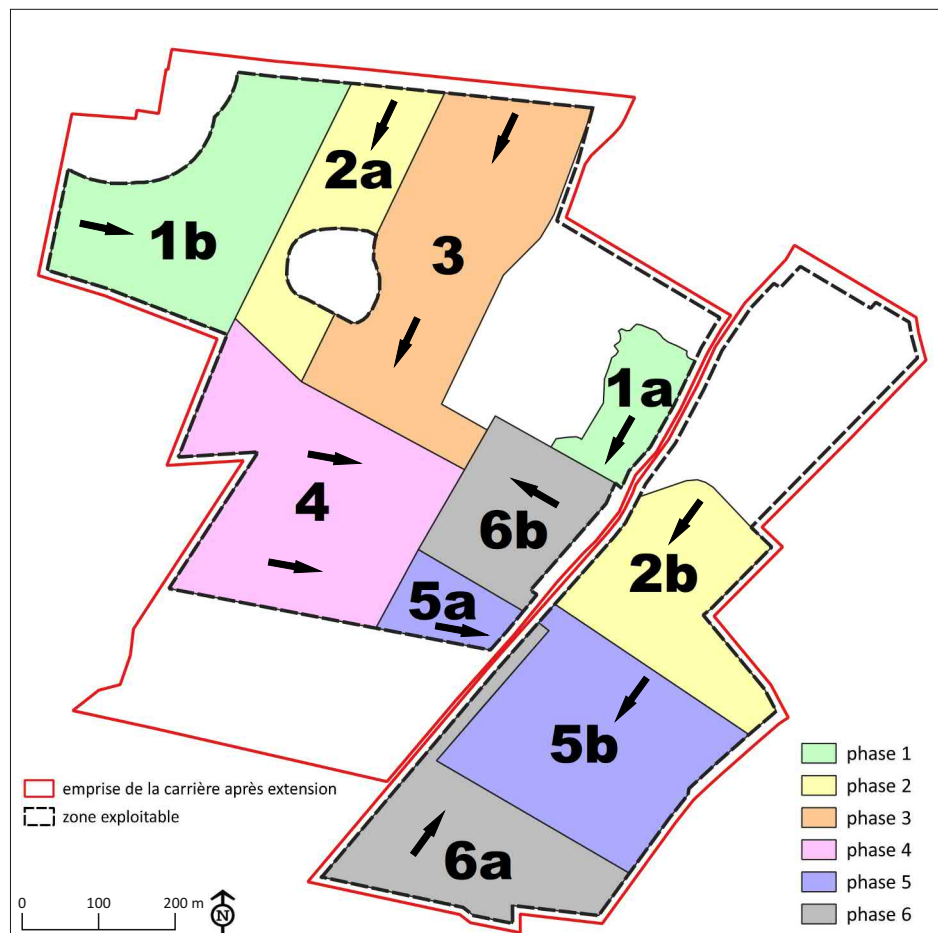 2a
1b
3
1a
4
6b
2b
5a
5b
6a
emprise de la carrière après extension
zone exploitable
phase 1
phase 2
phase 3
phase 4
phase 5
phase 6
0 100 200 m
N